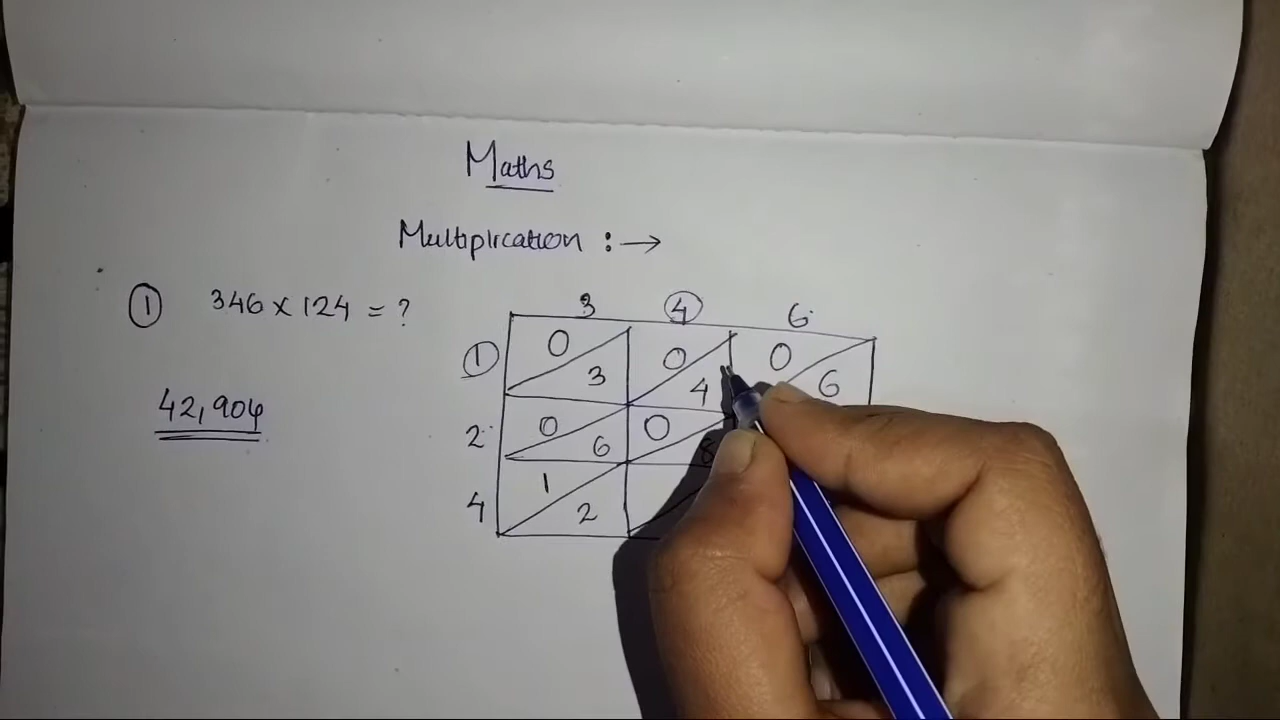 Maths
Multiplication :→
① 346 x 124 = ?
3 ④ 6
① 0 3 0 4 0 6
2 0 6 0 8
4 1 2
42,904